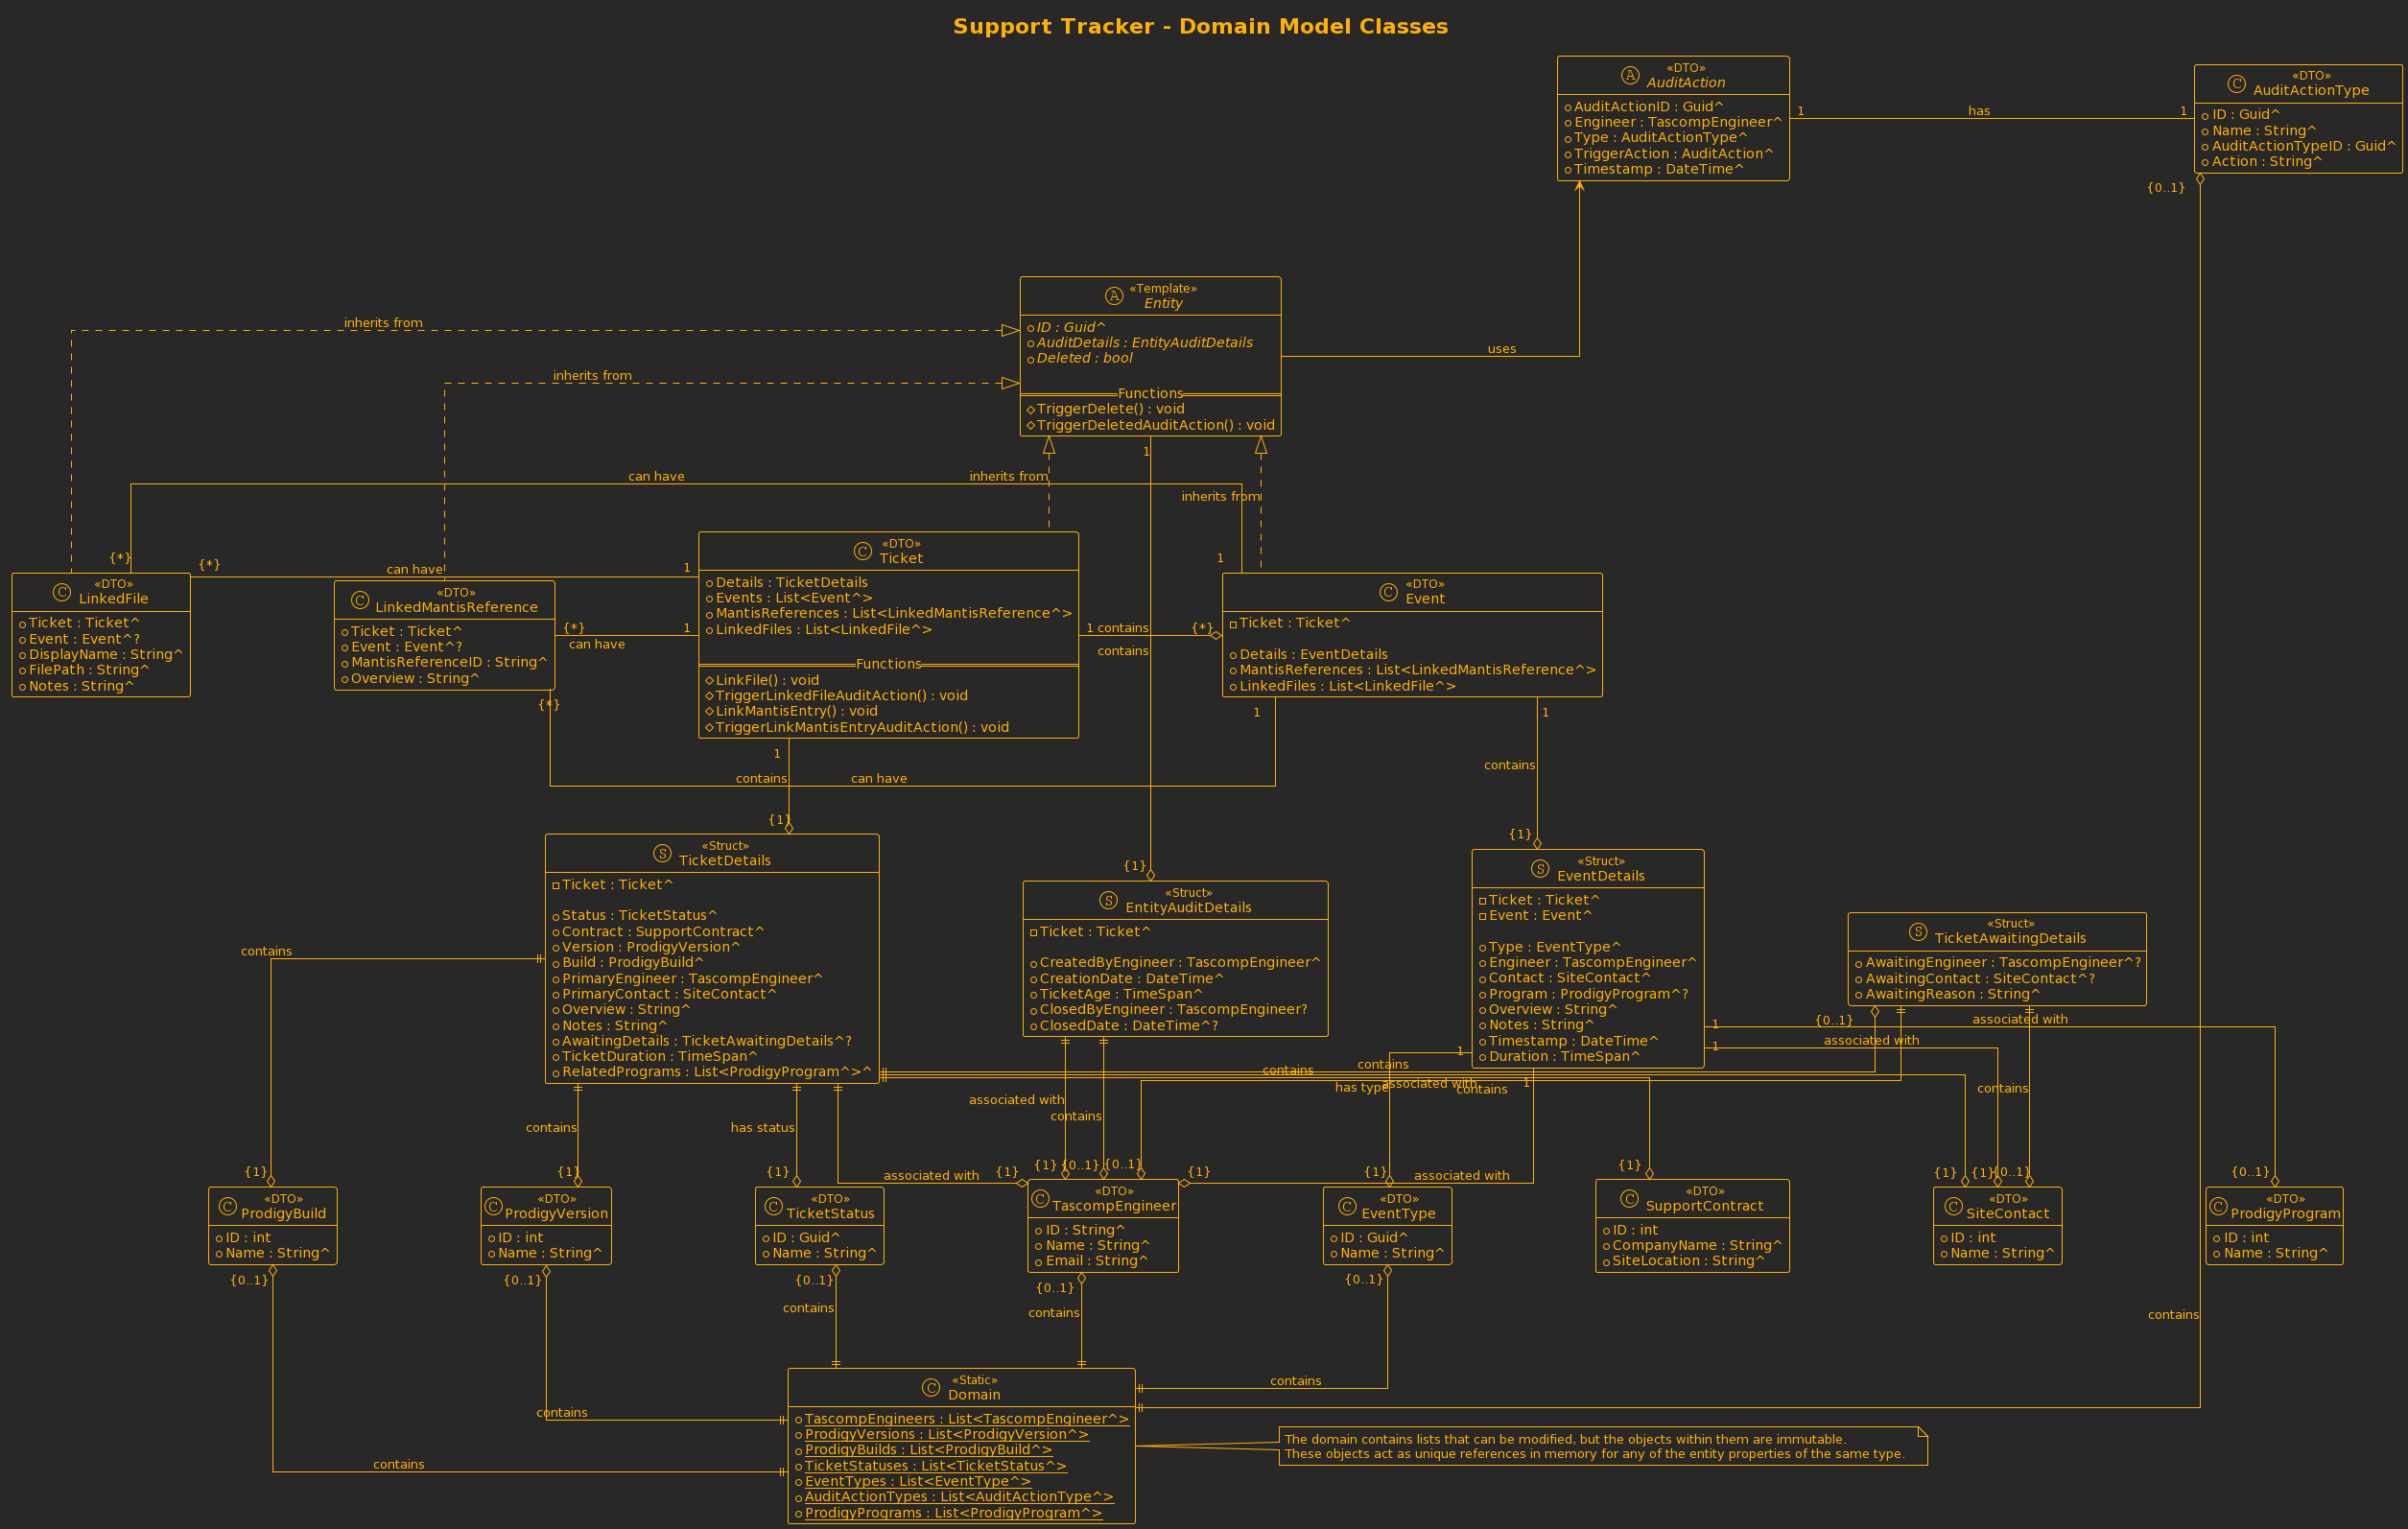 Support Tracker - Domain Model Classes
«DTO»
A
AuditAction
AuditActionID : Guid^
Engineer : TascompEngineer^
Type : AuditActionType^
TriggerAction : AuditAction^
Timestamp : DateTime^
1
has
1
«DTO»
C
AuditActionType
ID : Guid^
Name : String^
AuditActionTypeID : Guid^
Action : String^
{0..1}
«Template»
A
Entity
ID : Guid^
AuditDetails : EntityAuditDetails
Deleted : bool
Functions
TriggerDelete() : void
TriggerDeletedAuditAction() : void
inherits from
inherits from
uses
1
can have
inherits from
inherits from
{*}
{*}
can have
1
1
«DTO»
C
LinkedFile
Ticket : Ticket^
Event : Event^?
DisplayName : String^
FilePath : String^
Notes : String^
«DTO»
C
LinkedMantisReference
Ticket : Ticket^
Event : Event^?
MantisReferenceID : String^
Overview : String^
{*}
can have
1
{*}
«DTO»
C
Ticket
Details : TicketDetails
Events : List<Event^>
MantisReferences : List<LinkedMantisReference^>
LinkedFiles : List<LinkedFile^>
Functions
LinkFile() : void
TriggerLinkedFileAuditAction() : void
LinkMantisEntry() : void
TriggerLinkMantisEntryAuditAction() : void
1 contains
{*}
contains
«DTO»
C
Event
Ticket : Ticket^
Details : EventDetails
MantisReferences : List<LinkedMantisReference^>
LinkedFiles : List<LinkedFile^>
1
1
1
contains
can have
contains
{1}
{1}
{1}
«Struct»
S
TicketDetails
Ticket : Ticket^
Status : TicketStatus^
Contract : SupportContract^
Version : ProdigyVersion^
Build : ProdigyBuild^
PrimaryEngineer : TascompEngineer^
PrimaryContact : SiteContact^
Overview : String^
Notes : String^
AwaitingDetails : TicketAwaitingDetails^?
TicketDuration : TimeSpan^
RelatedPrograms : List<ProdigyProgram^>^
«Struct»
S
EntityAuditDetails
Ticket : Ticket^
CreatedByEngineer : TascompEngineer^
CreationDate : DateTime^
TicketAge : TimeSpan^
ClosedByEngineer : TascompEngineer?
ClosedDate : DateTime^?
«Struct»
S
EventDetails
Ticket : Ticket^
Event : Event^
Type : EventType^
Engineer : TascompEngineer^
Contact : SiteContact^
Program : ProdigyProgram^?
Overview : String^
Notes : String^
Timestamp : DateTime^
Duration : TimeSpan^
«Struct»
S
TicketAwaitingDetails
AwaitingEngineer : TascompEngineer^?
AwaitingContact : SiteContact^?
AwaitingReason : String^
contains
1
{0..1}
associated with
1
associated with
1
contains
contains
has type
associated with
contains
1
contains
associated with
contains
contains
has status
{1}
{1}
{1}
associated with
{1}
{1}
{0..1}
{0..1}
{1}
{1}
associated with
{1}
{1}
{1}
{0..1}
{0..1}
«DTO»
C
ProdigyBuild
ID : int
Name : String^
«DTO»
C
ProdigyVersion
ID : int
Name : String^
«DTO»
C
TicketStatus
ID : Guid^
Name : String^
«DTO»
C
TascompEngineer
ID : String^
Name : String^
Email : String^
«DTO»
C
EventType
ID : Guid^
Name : String^
«DTO»
C
SupportContract
ID : int
CompanyName : String^
SiteLocation : String^
«DTO»
C
SiteContact
ID : int
Name : String^
«DTO»
C
ProdigyProgram
ID : int
Name : String^
{0..1}
{0..1}
{0..1}
{0..1}
{0..1}
contains
contains
contains
contains
contains
contains
«Static»
C
Domain
TascompEngineers : List<TascompEngineer^>
ProdigyVersions : List<ProdigyVersion^>
ProdigyBuilds : List<ProdigyBuild^>
TicketStatuses : List<TicketStatus^>
EventTypes : List<EventType^>
AuditActionTypes : List<AuditActionType^>
ProdigyPrograms : List<ProdigyProgram^>
The domain contains lists that can be modified, but the objects within them are immutable.
These objects act as unique references in memory for any of the entity properties of the same type.